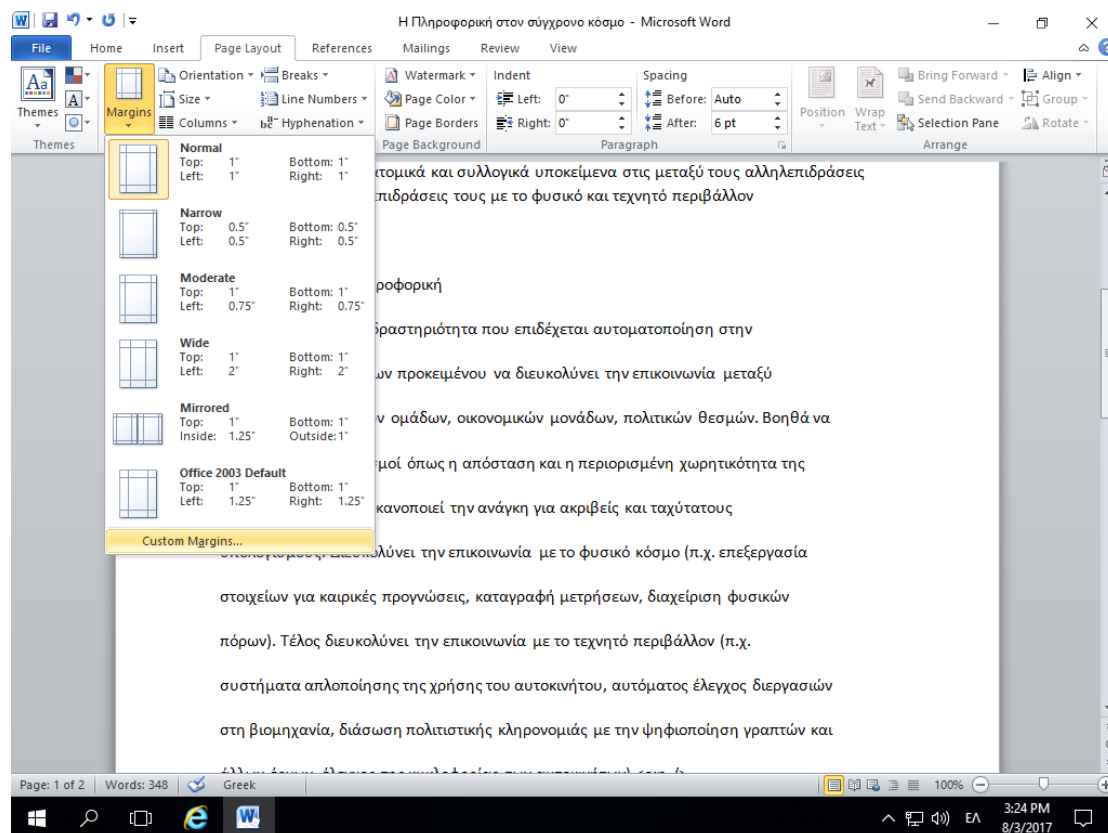 Η Πληροφορική στον σύγχρονο κόσμο - Microsoft Word
File Home Insert Page Layout References Mailings Review View
Themes
Themes
Margins
Orientation
Size
Columns
Breaks
Line Numbers
Hyphenation
Watermark
Page Color
Page Borders
Page Background
Indent
Left: 0"
Right: 0"
Spacing
Before: Auto
After: 6 pt
Paragraph
Position
Wrap Text
Bring Forward
Send Backward
Selection Pane
Align
Group
Rotate
Arrange
Normal
Top: 1" Bottom: 1"
Left: 1" Right: 1"
Narrow
Top: 0.5" Bottom: 0.5"
Left: 0.5" Right: 0.5"
Moderate
Top: 1" Bottom: 1"
Left: 0.75" Right: 0.75"
Wide
Top: 1" Bottom: 1"
Left: 2" Right: 2"
Mirrored
Top: 1" Bottom: 1"
Inside: 1.25" Outside: 1"
Office 2003 Default
Top: 1" Bottom: 1"
Left: 1.25" Right: 1.25"
Custom Margins...
και συλλογικά υποκείμενα στις μεταξύ τους αλληλεπιδράσεις
τους με το φυσικό και τεχνητό περιβάλλον
που επιδέχεται αυτοματοποίηση στην
προκειμένου να διευκολύνει την επικοινωνία μεταξύ
ομάδων, οικονομικών μονάδων, πολιτικών θεσμών. Βοηθά να
όπως η απόσταση και η περιορισμένη χωρητικότητα της
την ανάγκη για ακριβείς και ταχύτατους
την επικοινωνία με το φυσικό κόσμο (π.χ. επεξεργασία
στοιχείων για καιρικές προγνώσεις, καταγραφή μετρήσεων, διαχείριση φυσικών
πόρων). Τέλος διευκολύνει την επικοινωνία με το τεχνητό περιβάλλον (π.χ.
συστήματα απλοποίησης της χρήσης του αυτοκινήτου, αυτόματος έλεγχος διεργασιών
στη βιομηχανία, διάσωση πολιτιστικής κληρονομιάς με την ψηφιοποίηση γραπτών και
Page: 1 of 2 Words: 348 Greek 100%
ΕΛ
3:24 PM
8/3/2017